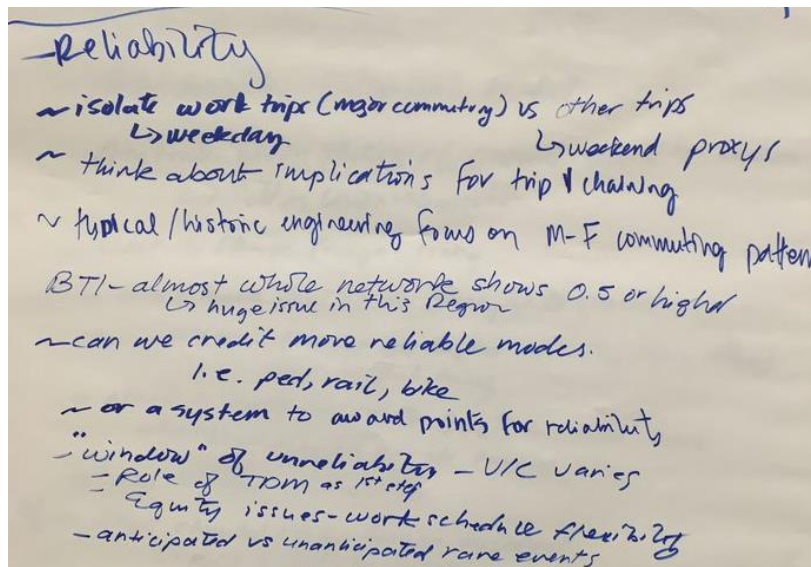 - Reliability
~ isolate work trips (major commuting) vs other trips
↳ weekday ↳ weekend proxys
~ think about implications for trip chaining
~ typical/historic engineering focus on M-F commuting pattern
BTI - almost whole network shows 0.5 or higher
↳ huge issue in this Region
~ can we credit more reliable modes.
i.e. ped, rail, bike
~ or a system to award points for reliability
- "window" of unreliability - V/C varies
- Role of TDM as 1st step
- Equity issues - work schedule flexibility
- anticipated vs unanticipated rare events